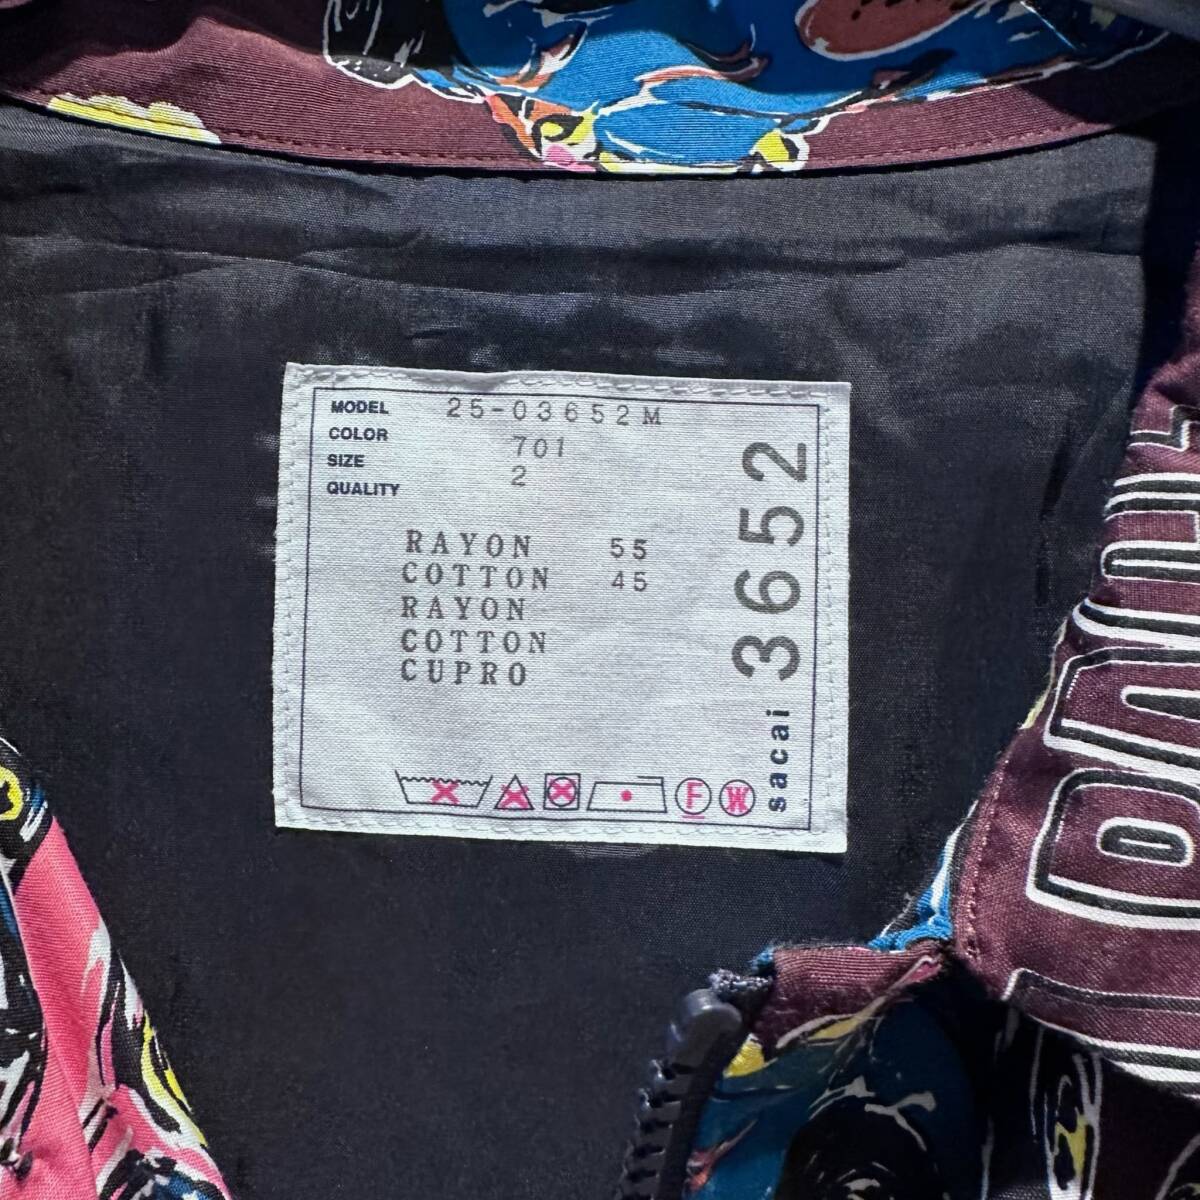 MODEL 25-03652M
COLOR 701
SIZE 2
QUALITY
RAYON 55
COTTON 45
RAYON
COTTON
CUPRO
F W
sacai 3652